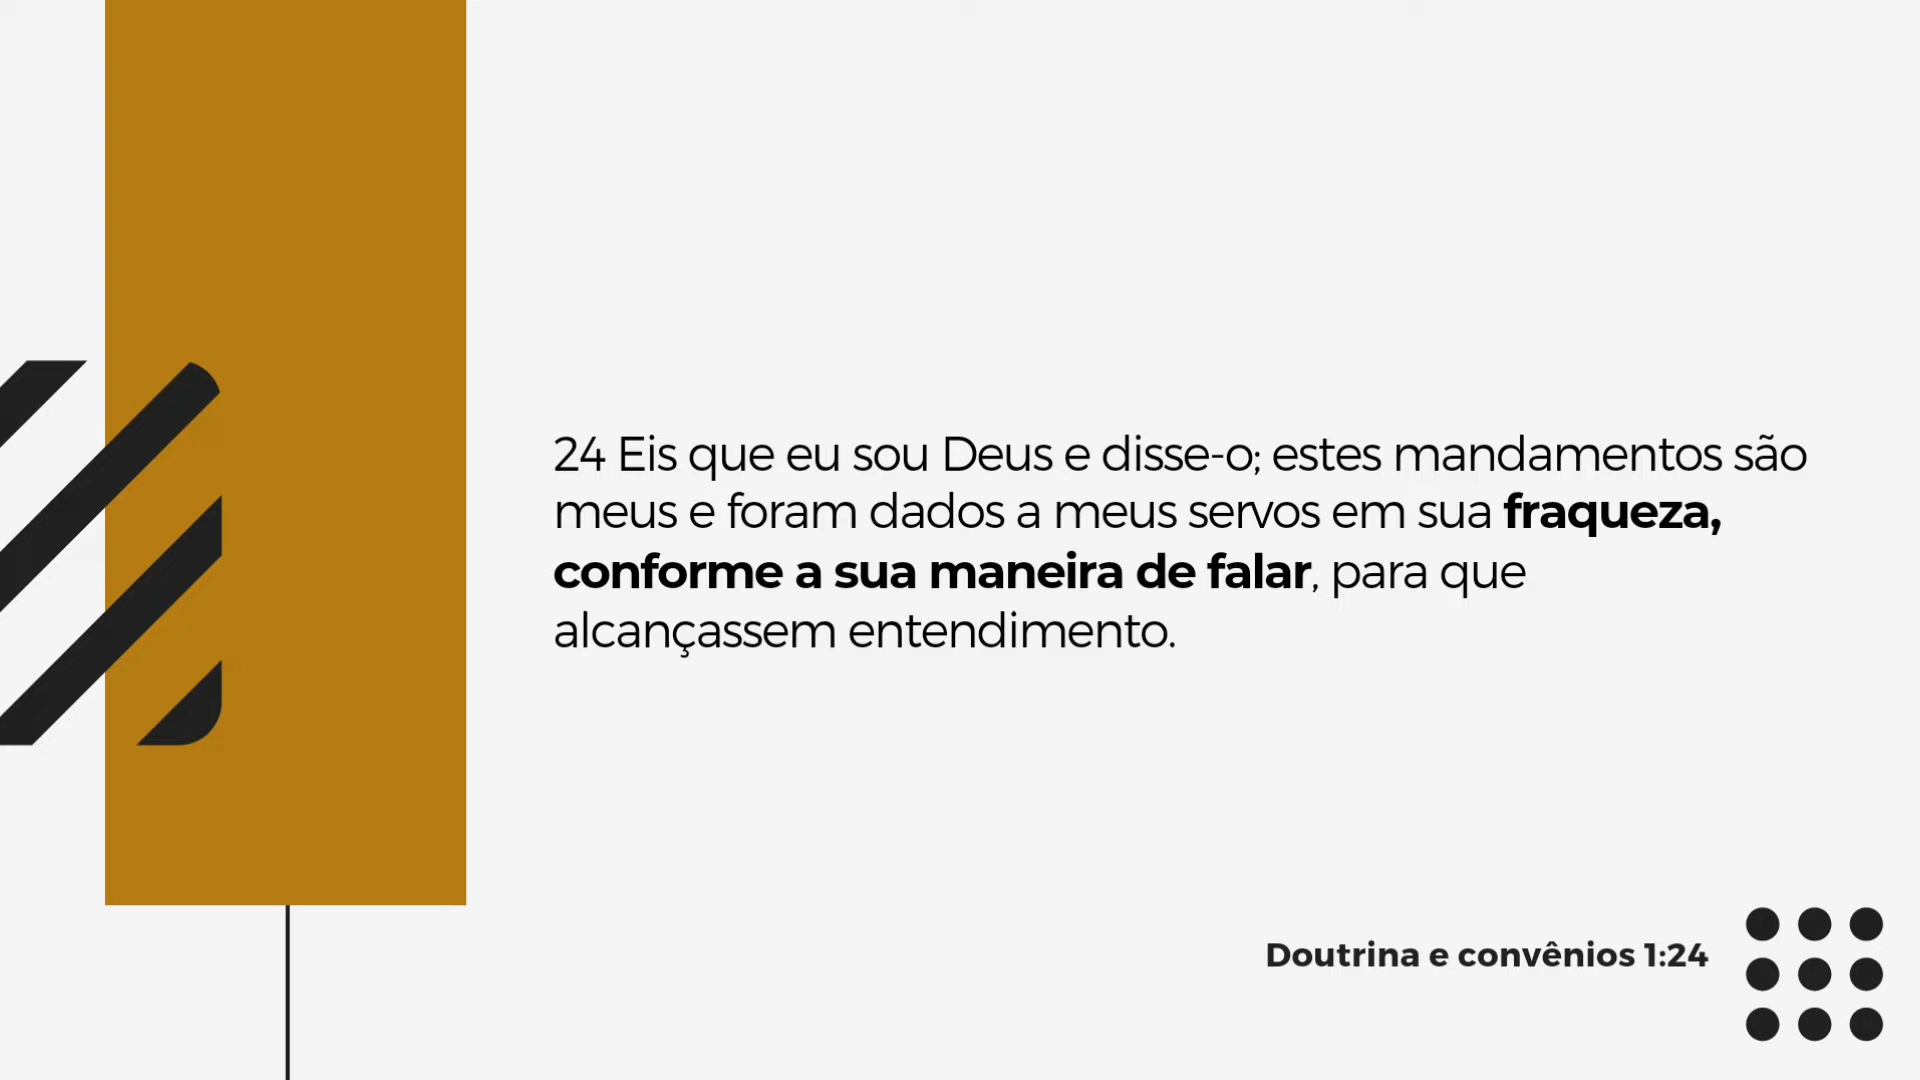 24 Eis que eu sou Deus e disse-o; estes mandamentos são
meus e foram dados a meus servos em sua fraqueza,
conforme a sua maneira de falar, para que
alcançassem entendimento.
Doutrina e convênios 1:24